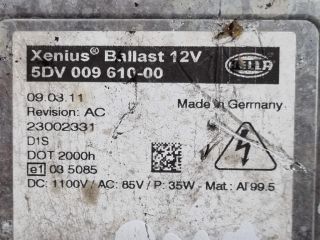 Xenius® Ballast 12V
5DV 009 610-00
HELLA
09.03.11
Made in Germany
Revision: AC
23002331
D1S
DOT 2000h
e1 03 5085
DC: 1100V / AC: 85V / P: 35W - Mat.: Al 99.5